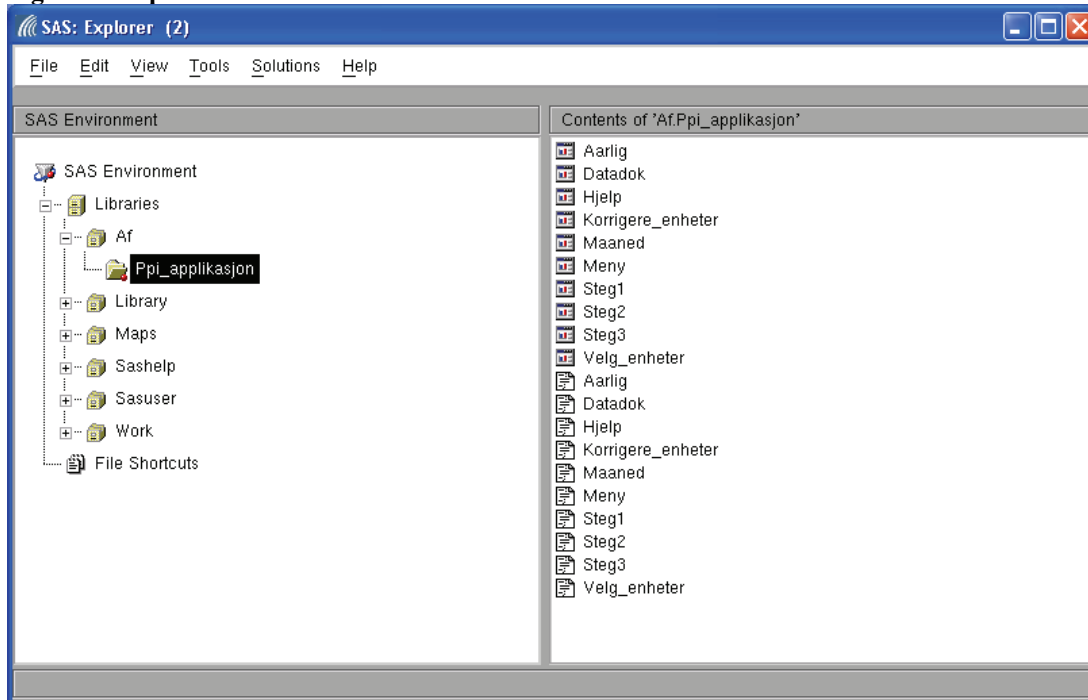 SAS: Explorer (2)
File Edit View Tools Solutions Help
SAS Environment
SAS Environment
Libraries
Af
Ppi_applikasjon
Library
Maps
Sashelp
Sasuser
Work
File Shortcuts
Contents of 'Af.Ppi_applikasjon'
Aarlig
Datadok
Hjelp
Korrigere_enheter
Maaned
Meny
Steg1
Steg2
Steg3
Velg_enheter
Aarlig
Datadok
Hjelp
Korrigere_enheter
Maaned
Meny
Steg1
Steg2
Steg3
Velg_enheter